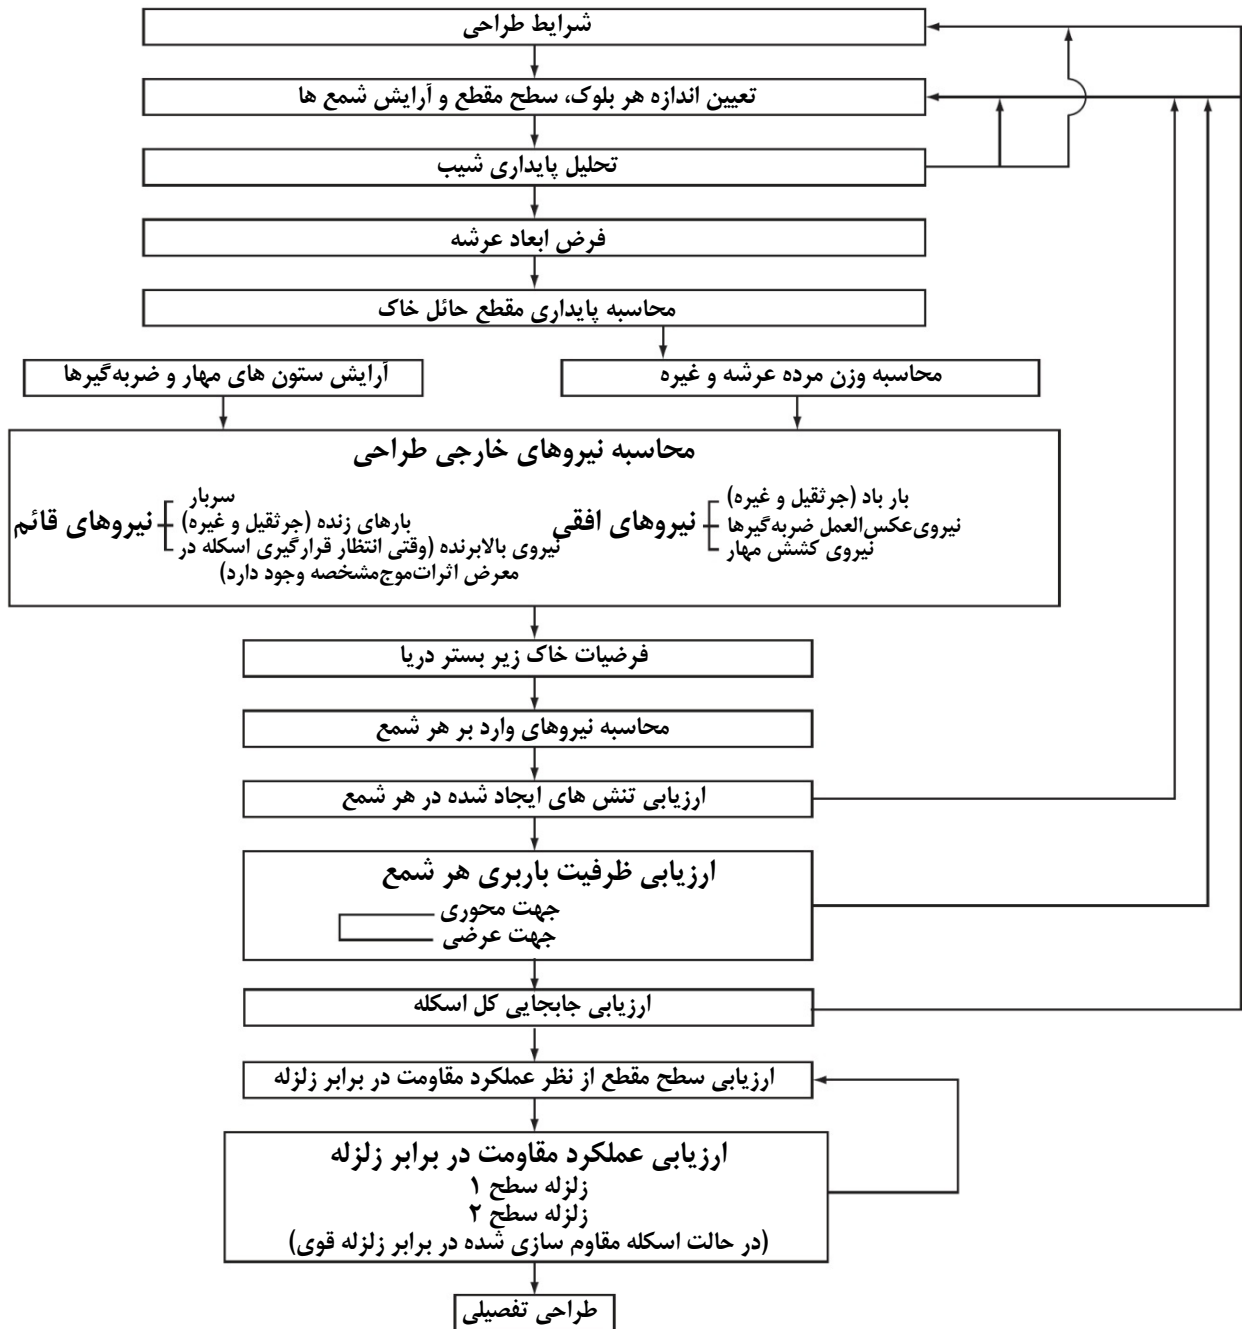 شرایط طراحی
تعیین اندازه هر بلوک، سطح مقطع و آرایش شمع ها
تحلیل پایداری شیب
فرض ابعاد عرشه
محاسبه پایداری مقطع حائل خاک
محاسبه وزن مرده عرشه و غیره
آرایش ستون های مهار و ضربه‌گیرها
محاسبه نیروهای خارجی طراحی
نیروهای افقی
بار باد (جرثقیل و غیره)
نیروی عکس‌العمل ضربه‌گیرها
نیروی کشش مهار
نیروهای قائم
سربار
بارهای زنده (جرثقیل و غیره)
نیروی بالابرنده (وقتی انتظار قرارگیری اسکله در
معرض اثرات موج مشخصه وجود دارد)
فرضیات خاک زیر بستر دریا
محاسبه نیروهای وارد بر هر شمع
ارزیابی تنش های ایجاد شده در هر شمع
ارزیابی ظرفیت باربری هر شمع
جهت محوری
جهت عرضی
ارزیابی جابجایی کل اسکله
ارزیابی سطح مقطع از نظر عملکرد مقاومت در برابر زلزله
ارزیابی عملکرد مقاومت در برابر زلزله
زلزله سطح ۱
زلزله سطح ۲
(در حالت اسکله مقاوم سازی شده در برابر زلزله قوی)
طراحی تفصیلی